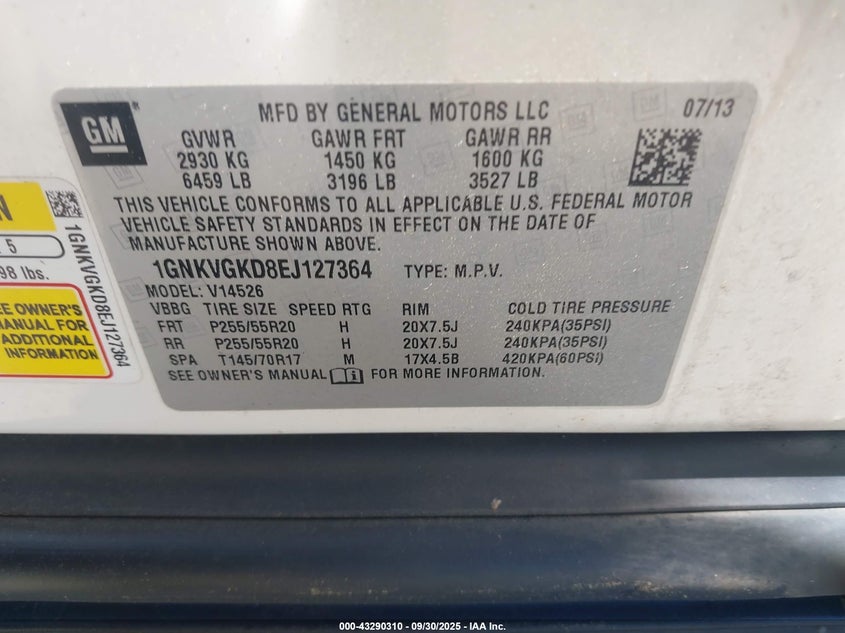 GM
MFD BY GENERAL MOTORS LLC 07/13
GVWR GAWR FRT GAWR RR
2930 KG 1450 KG 1600 KG
6459 LB 3196 LB 3527 LB
THIS VEHICLE CONFORMS TO ALL APPLICABLE U.S. FEDERAL MOTOR
VEHICLE SAFETY STANDARDS IN EFFECT ON THE DATE OF
MANUFACTURE SHOWN ABOVE.
1GNKVGKD8EJ127364 TYPE: M.P.V.
MODEL: V14526
VBBG TIRE SIZE SPEED RTG RIM COLD TIRE PRESSURE
FRT P255/55R20 H 20X7.5J 240KPA(35PSI)
RR P255/55R20 H 20X7.5J 240KPA(35PSI)
SPA T145/70R17 M 17X4.5B 420KPA(60PSI)
SEE OWNER'S MANUAL FOR MORE INFORMATION.
N
5
98 lbs.
SEE OWNER'S
MANUAL FOR
ADDITIONAL
INFORMATION
1GNKVGKD8EJ127364
000-43290310 - 09/30/2025 - IAA Inc.